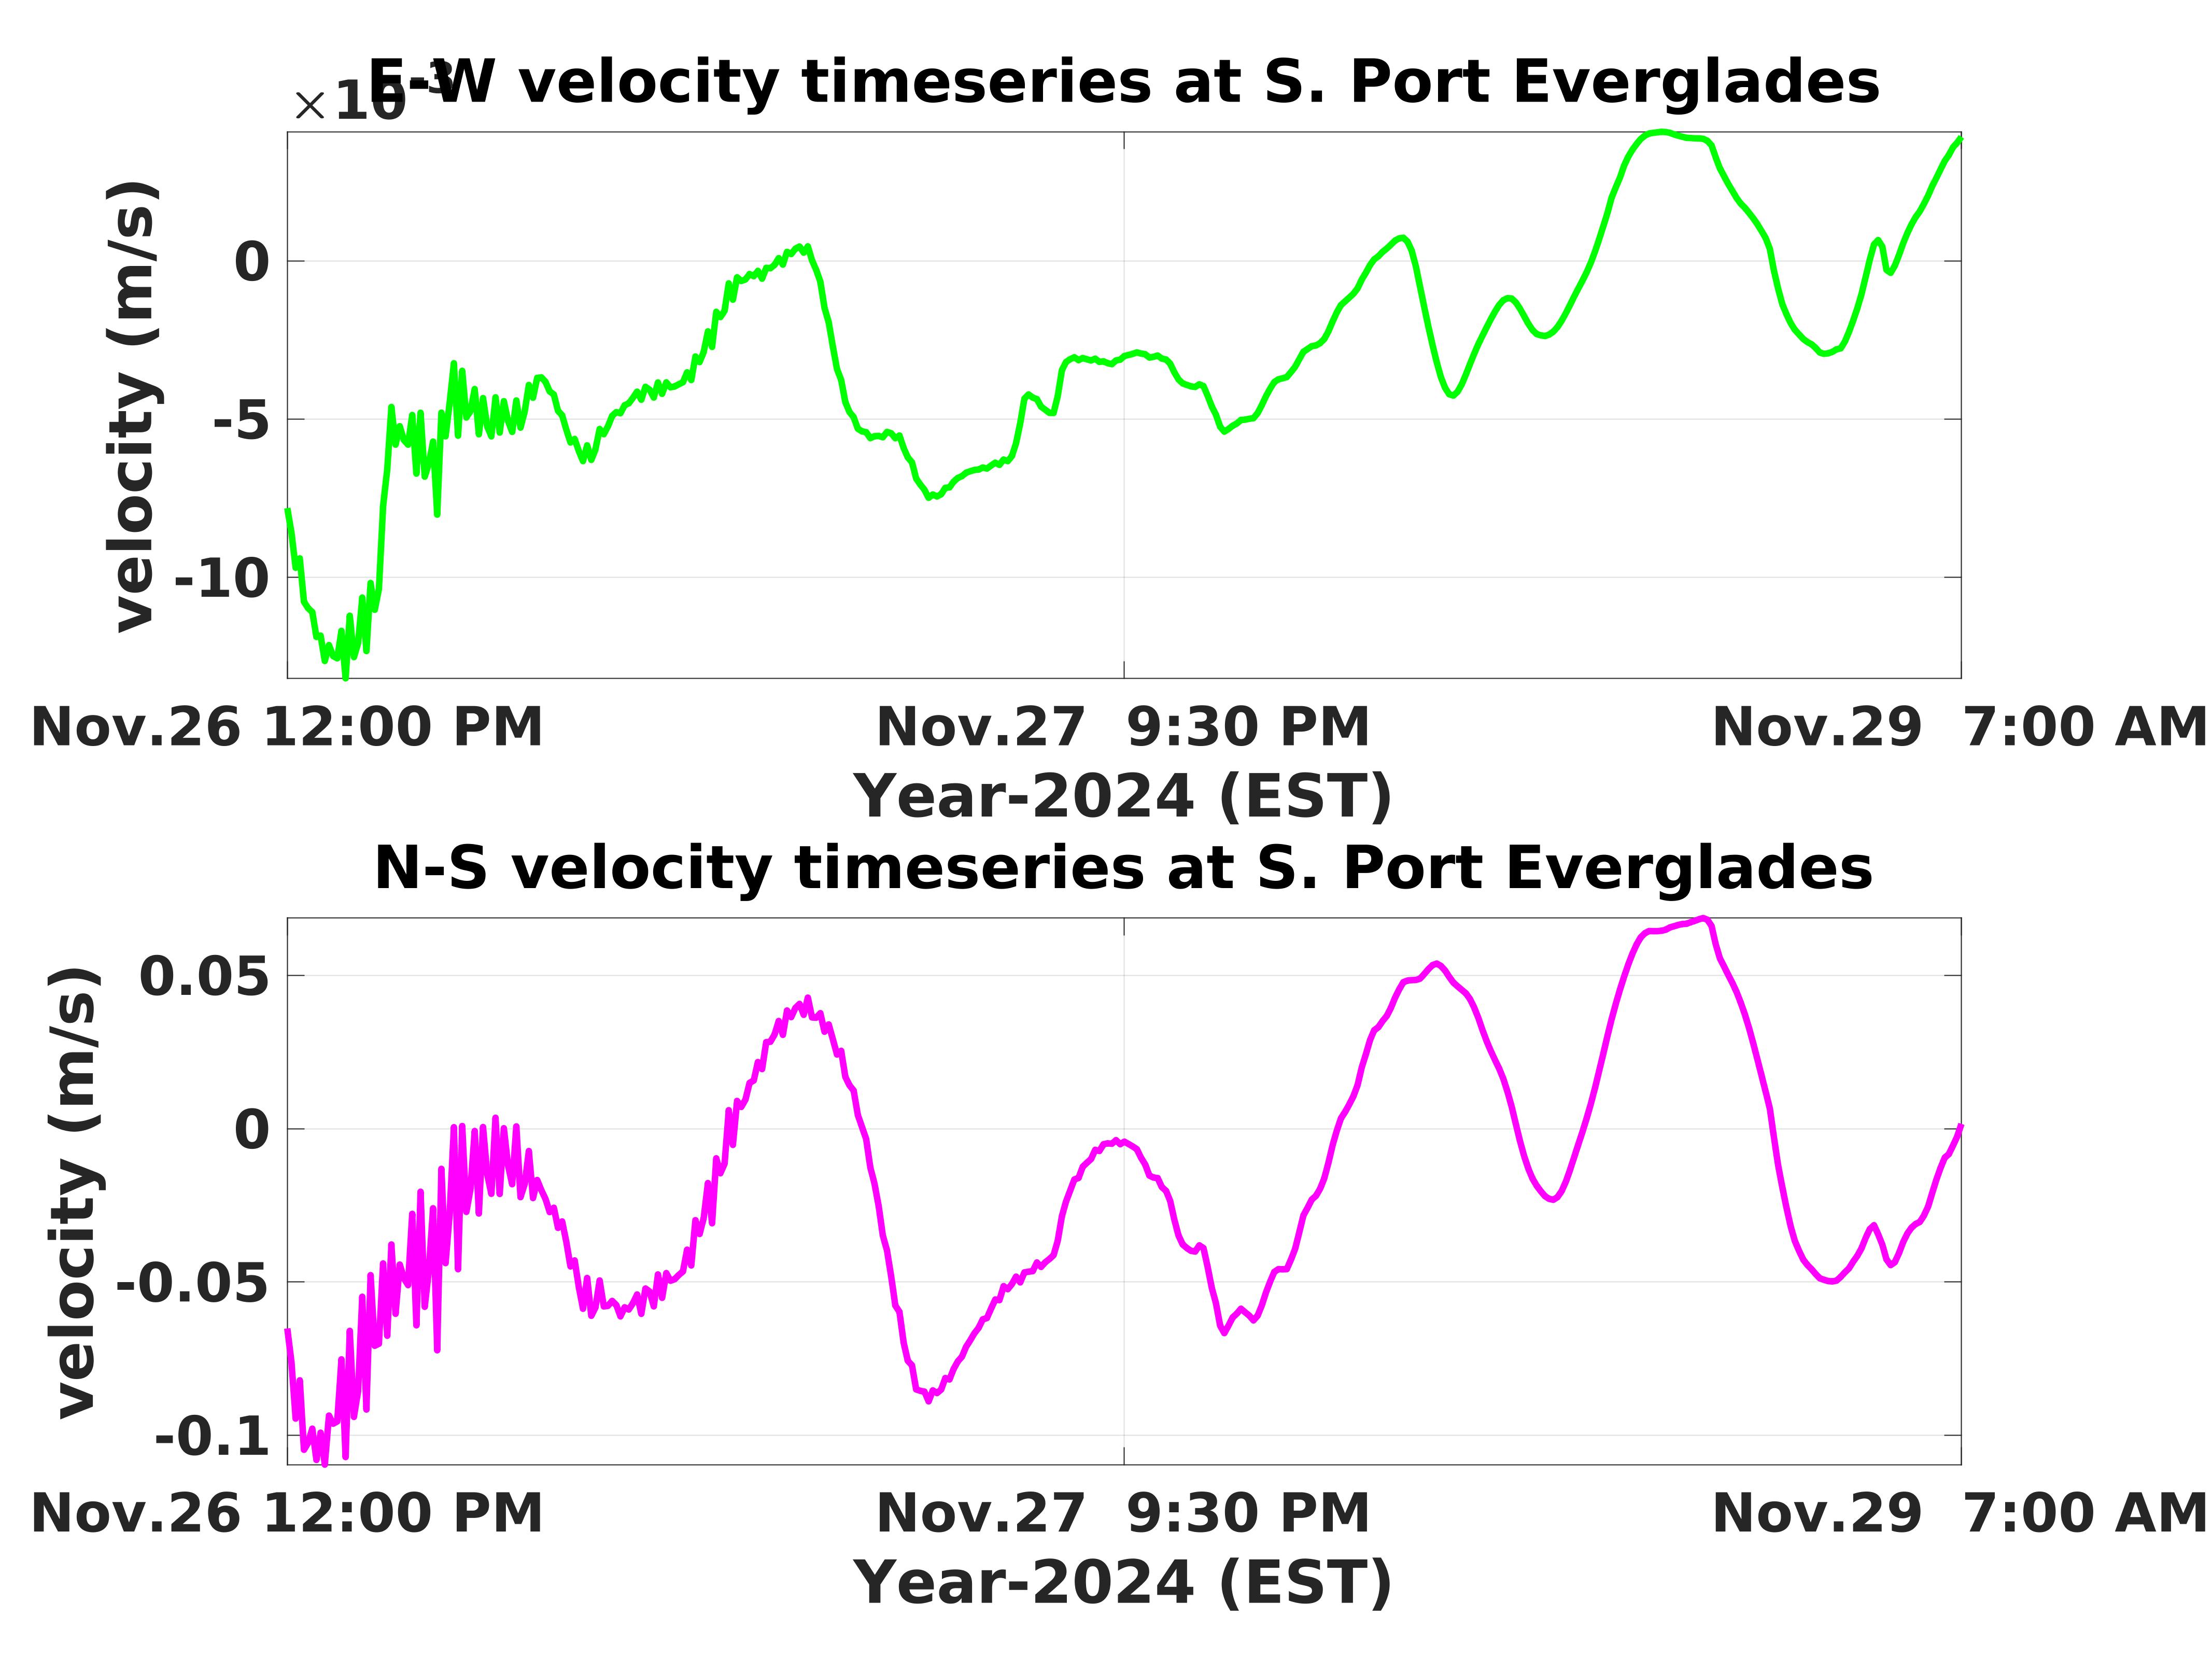 ×10-3
E-W velocity timeseries at S. Port Everglades
velocity (m/s)
0
-5
-10
Nov.26 12:00 PM Nov.27 9:30 PM Nov.29 7:00 AM
Year-2024 (EST)
N-S velocity timeseries at S. Port Everglades
velocity (m/s)
0.05
0
-0.05
-0.1
Nov.26 12:00 PM Nov.27 9:30 PM Nov.29 7:00 AM
Year-2024 (EST)